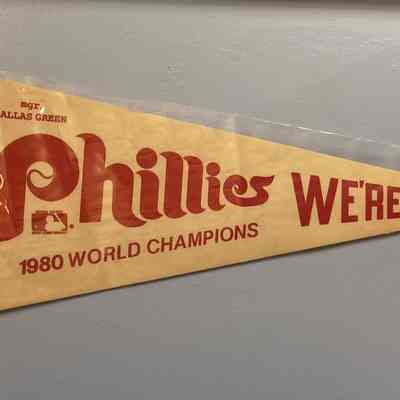 mgr.
ALLAS GREEN
Phillies WE'RE
1980 WORLD CHAMPIONS